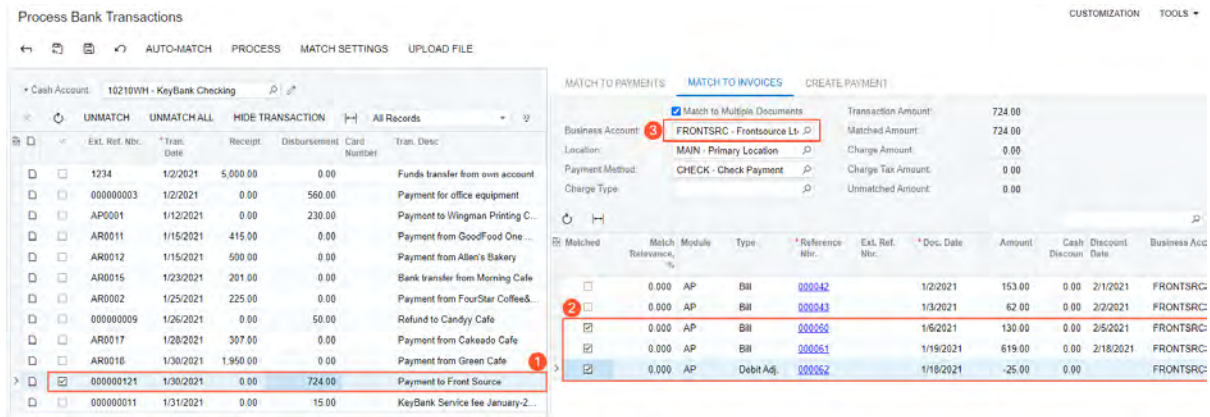 Process Bank Transactions
CUSTOMIZATION TOOLS
AUTO-MATCH PROCESS MATCH SETTINGS UPLOAD FILE
* Cash Account: 10210WH - KeyBank Checking
UNMATCH UNMATCH ALL HIDE TRANSACTION All Records
Ext. Ref. Nbr. *Tran. Date Receipt Disbursement Card Number Tran. Desc
1234 1/2/2021 5,000.00 0.00 Funds transfer from own account
000000003 1/2/2021 0.00 560.00 Payment for office equipment
AP0001 1/12/2021 0.00 230.00 Payment to Wingman Printing C...
AR0011 1/15/2021 415.00 0.00 Payment from GoodFood One ...
AR0012 1/15/2021 500.00 0.00 Payment from Allen's Bakery
AR0015 1/23/2021 201.00 0.00 Bank transfer from Morning Cafe
AR0002 1/25/2021 225.00 0.00 Payment from FourStar Coffee&...
000000009 1/26/2021 0.00 50.00 Refund to Candyy Cafe
AR0017 1/28/2021 307.00 0.00 Payment from Cakeado Cafe
AR0018 1/30/2021 1,950.00 0.00 Payment from Green Cafe
1
000000121 1/30/2021 0.00 724.00 Payment to Front Source
000000011 1/31/2021 0.00 15.00 KeyBank Service fee January-2...
MATCH TO PAYMENTS MATCH TO INVOICES CREATE PAYMENT
Match to Multiple Documents Transaction Amount: 724.00
Business Account: 3 FRONTSRC - Frontsource Lt Matched Amount: 724.00
Location: MAIN - Primary Location Charge Amount: 0.00
Payment Method: CHECK - Check Payment Charge Tax Amount: 0.00
Charge Type: Unmatched Amount: 0.00
Matched Match Relevance, % Module Type *Reference Nbr. Ext. Ref. Nbr. *Doc. Date Amount Cash Discoun Discount Date Business Acc
0.000 AP Bill 000042 1/2/2021 153.00 0.00 2/1/2021 FRONTSRC
2 0.000 AP Bill 000043 1/3/2021 62.00 0.00 2/2/2021 FRONTSRC
0.000 AP Bill 000060 1/6/2021 130.00 0.00 2/5/2021 FRONTSRC
0.000 AP Bill 000061 1/19/2021 619.00 0.00 2/18/2021 FRONTSRC
0.000 AP Debit Adj. 000062 1/18/2021 -25.00 0.00 FRONTSRC